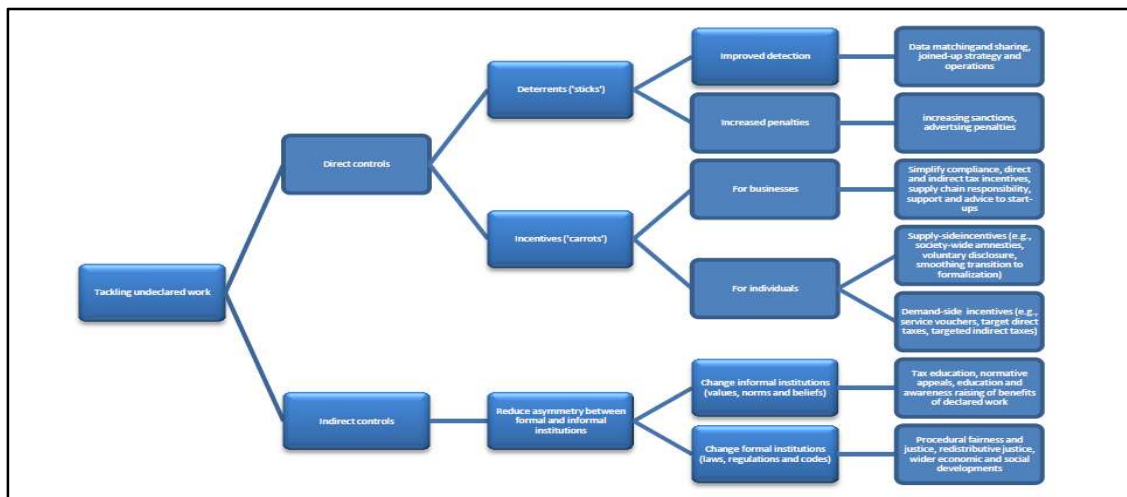 Tackling undeclared work
Direct controls
Indirect controls
Deterrents ('sticks')
Incentives ('carrots')
Reduce asymmetry between
formal and informal
institutions
Improved detection
Increased penalties
For businesses
For individuals
Change informal institutions
(values, norms and beliefs)
Change formal institutions
(laws, regulations and codes)
Data matchingand sharing,
joined-up strategy and
operations
increasing sanctions,
advertsing penalties
Simplify compliance, direct
and indirect tax incentives,
supply chain responsibility,
support and advice to start-
ups
Supply-sideincentives (e.g.,
society-wide amnesties,
voluntary disclosure,
smoothing transition to
formalization)
Demand-side incentives (e.g.,
service vouchers, target direct
taxes, targeted indirect taxes)
Tax education, normative
appeals, education and
awareness raising of benefits
of declared work
Procedural fairness and
justice, redistributive justice,
wider economic and social
developments